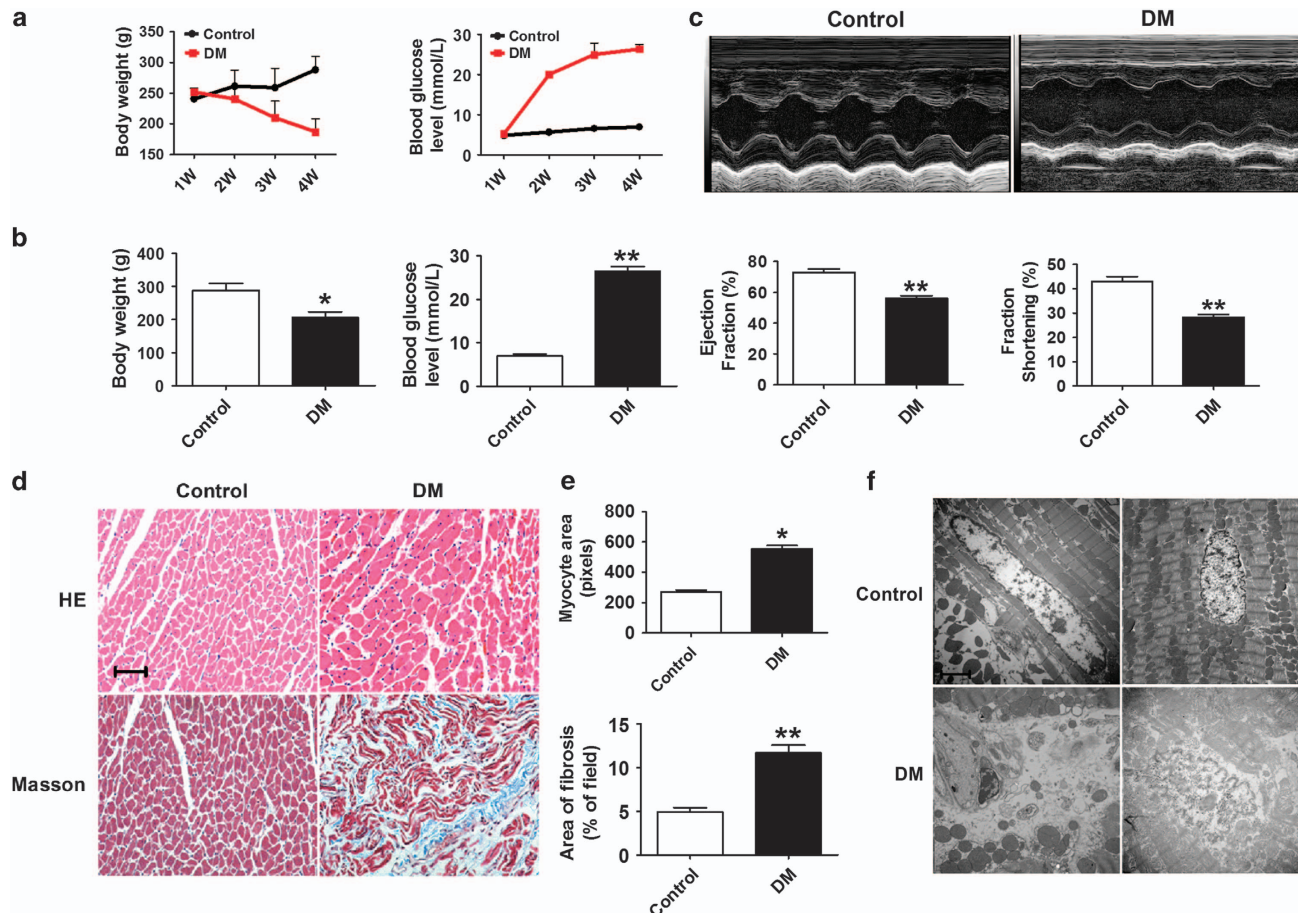 a
Body weight (g)
350
300
250
200
150
Control
DM
1W
2W
3W
4W
Blood glucose
level (mmol/L)
30
20
10
0
Control
DM
1W
2W
3W
4W
c
Control
DM
b
Body weight (g)
400
300
200
100
0
*
Control
DM
Blood glucose
level (mmol/L)
30
20
10
0
**
Control
DM
Ejection
Fraction (%)
80
60
40
20
0
**
Control
DM
Fraction
Shortening (%)
50
40
30
20
10
0
**
Control
DM
d
Control
DM
HE
Masson
e
Myocyte area
(pixels)
800
600
400
200
0
*
Control
DM
Area of fibrosis
(% of field)
15
10
5
0
**
Control
DM
f
Control
DM